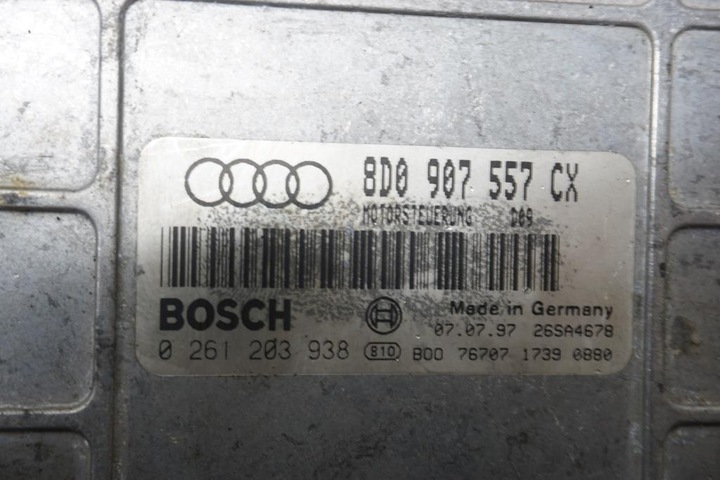 8D0 907 557 CX
MOTORSTEUERUNG D09
BOSCH
Made in Germany
07.07.97 26SA4678
0 261 203 938 810 B00 76707 1739 0880